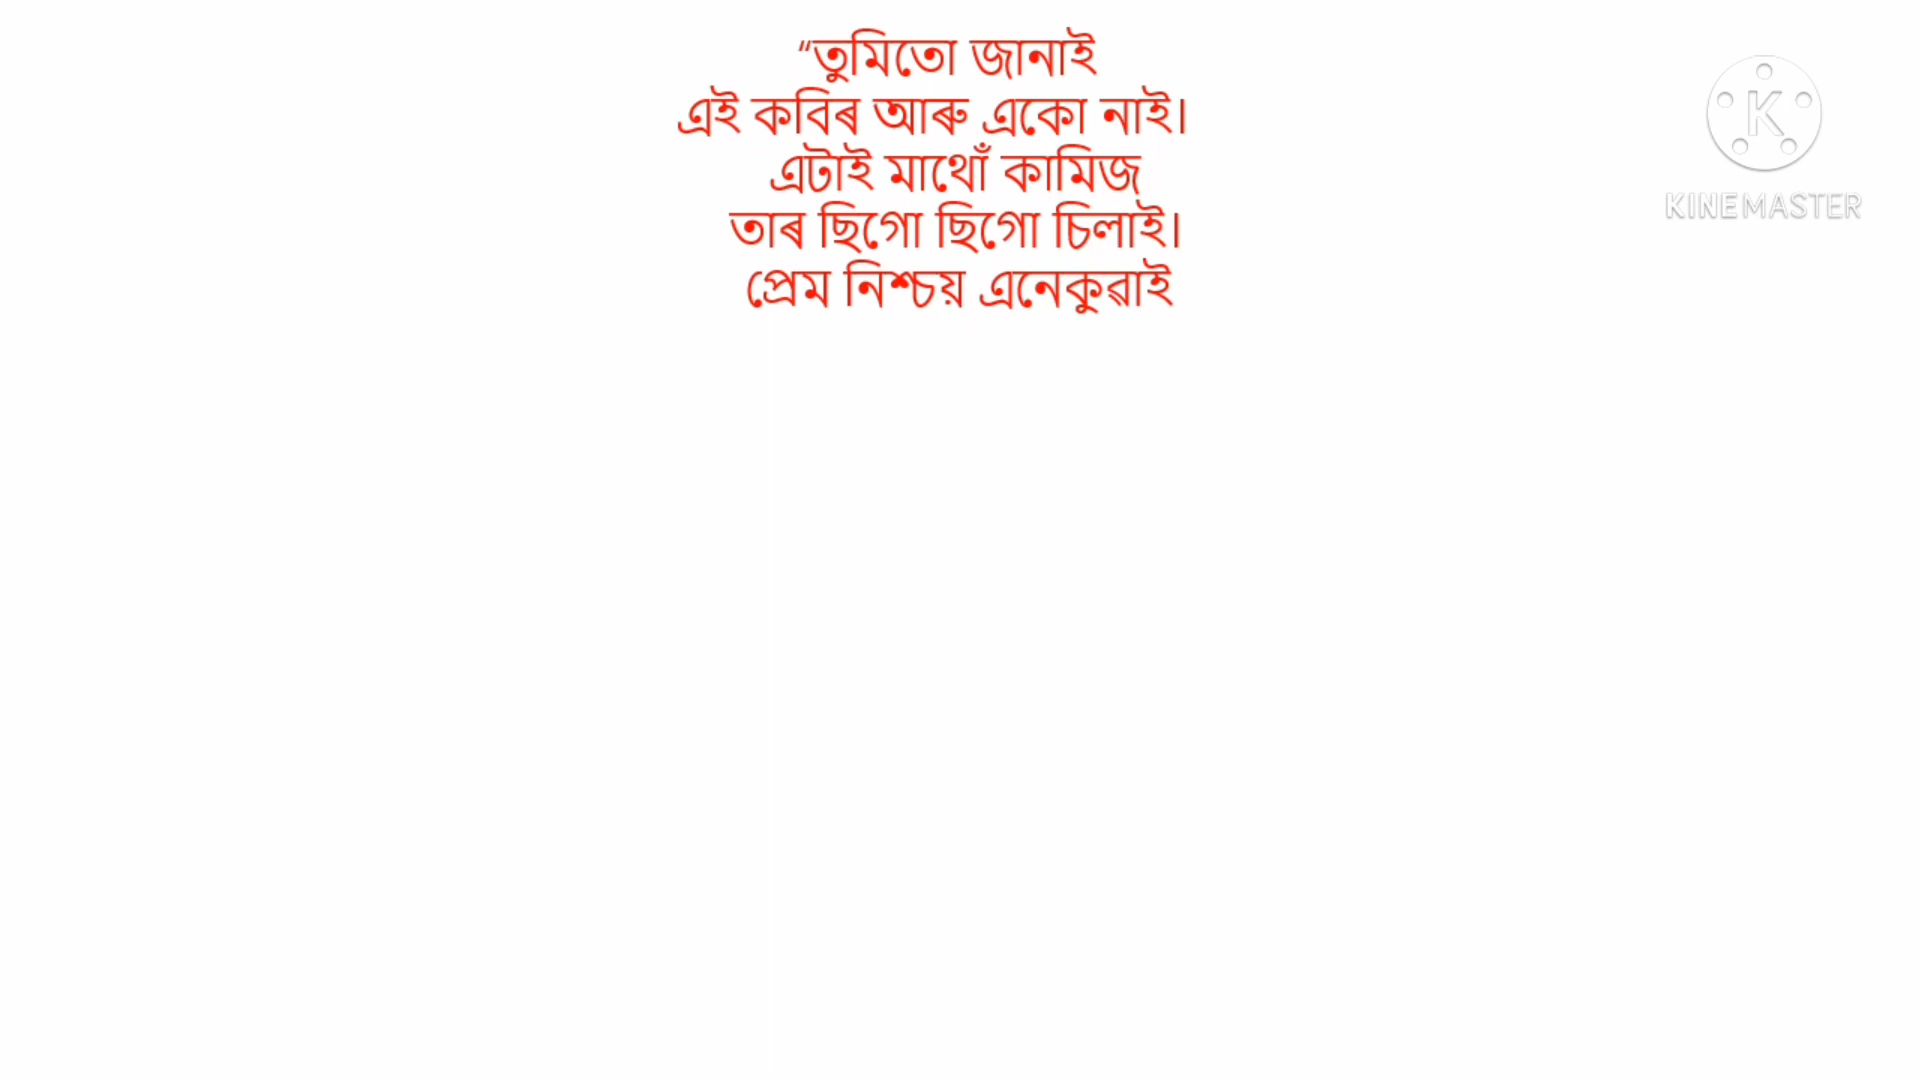 “তুমিতো জানাই
এই কবিৰ আৰু একো নাই।
এটাই মাথোঁ কামিজ
তাৰ ছিগো ছিগো চিলাই।
প্ৰেম নিশ্চয় এনেকুৱাই
K
KINEMASTER